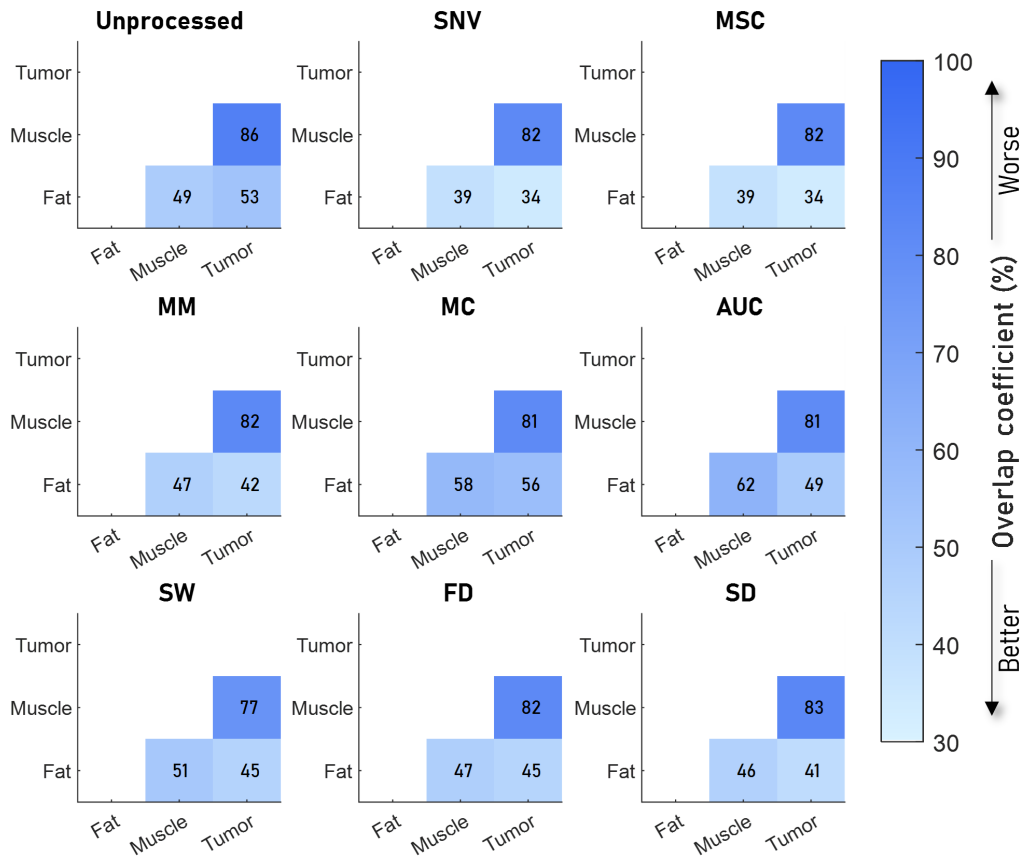 Unprocessed
Tumor
Muscle
86
Fat
49
53
Fat
Muscle
Tumor
SNV
82
39
34
Fat
Muscle
Tumor
Tumor
Muscle
Fat
MSC
Tumor
Muscle
82
Fat
39
34
Fat
Muscle
Tumor
MM
Tumor
Muscle
82
Fat
47
42
Fat
Muscle
Tumor
MC
Tumor
Muscle
81
Fat
58
56
Fat
Muscle
Tumor
AUC
Tumor
Muscle
81
Fat
62
49
Fat
Muscle
Tumor
SW
Tumor
Muscle
77
Fat
51
45
Fat
Muscle
Tumor
FD
Tumor
Muscle
82
Fat
47
45
Fat
Muscle
Tumor
SD
Tumor
Muscle
83
Fat
46
41
Fat
Muscle
Tumor
100
90
80
70
60
50
40
30
Worse
Overlap coefficient (%)
Better